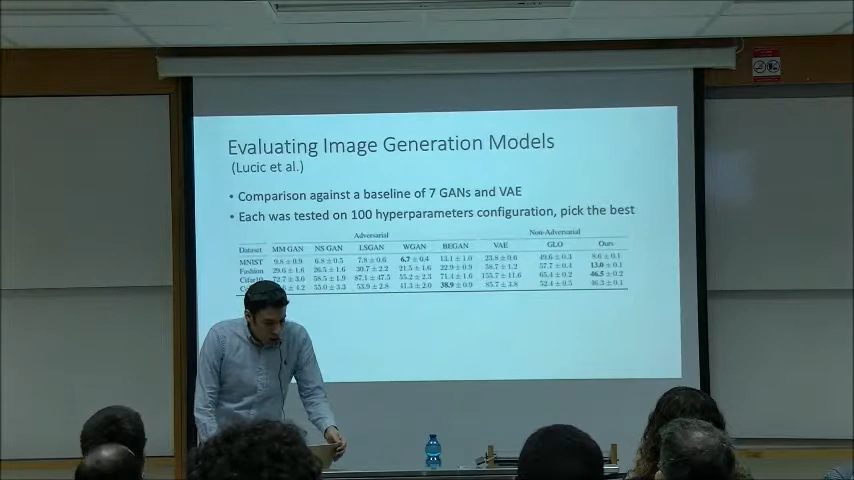 Evaluating Image Generation Models
(Lucic et al.)
• Comparison against a baseline of 7 GANs and VAE
• Each was tested on 100 hyperparameters configuration, pick the best
Adversarial Non-Adversarial
Dataset MM GAN NS GAN LSGAN WGAN BEGAN VAE GLO Ours
MNIST 9.8 ± 0.9 6.8 ± 0.5 7.8 ± 0.6 6.7 ± 0.4 13.1 ± 1.0 23.8 ± 0.6 49.6 ± 0.3 8.6 ± 0.1
Fashion 29.6 ± 1.6 26.5 ± 1.6 30.7 ± 2.2 21.5 ± 1.6 22.9 ± 0.9 58.7 ± 1.2 57.7 ± 0.4 13.0 ± 0.1
Cifar10 72.7 ± 3.6 58.5 ± 1.9 87.1 ± 47.5 55.2 ± 2.3 71.4 ± 1.6 155.7 ± 11.6 65.4 ± 0.2 46.5 ± 0.2
± 4.2 55.0 ± 3.3 53.9 ± 2.8 41.3 ± 2.0 38.9 ± 0.9 85.7 ± 3.8 52.4 ± 0.5 46.3 ± 0.1